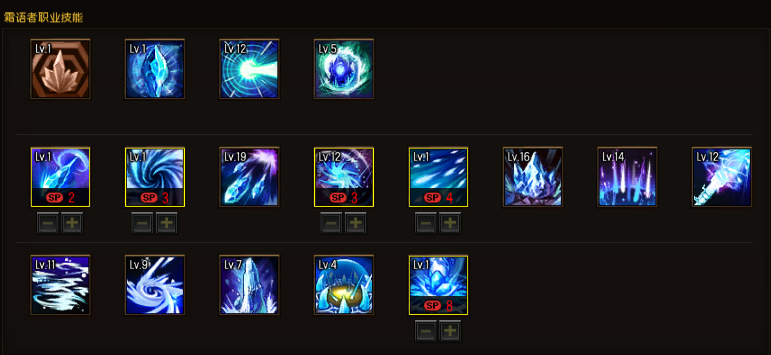 霜语者职业技能
Lv.1 Lv.1 Lv.12 Lv.5
Lv.1 Lv.1 Lv.19 Lv.12 Lv.1 Lv.16 Lv.14 Lv.12
SP 2 SP 3 SP 3 SP 4
Lv.11 Lv.9 Lv.7 Lv.4 Lv.1
SP 8